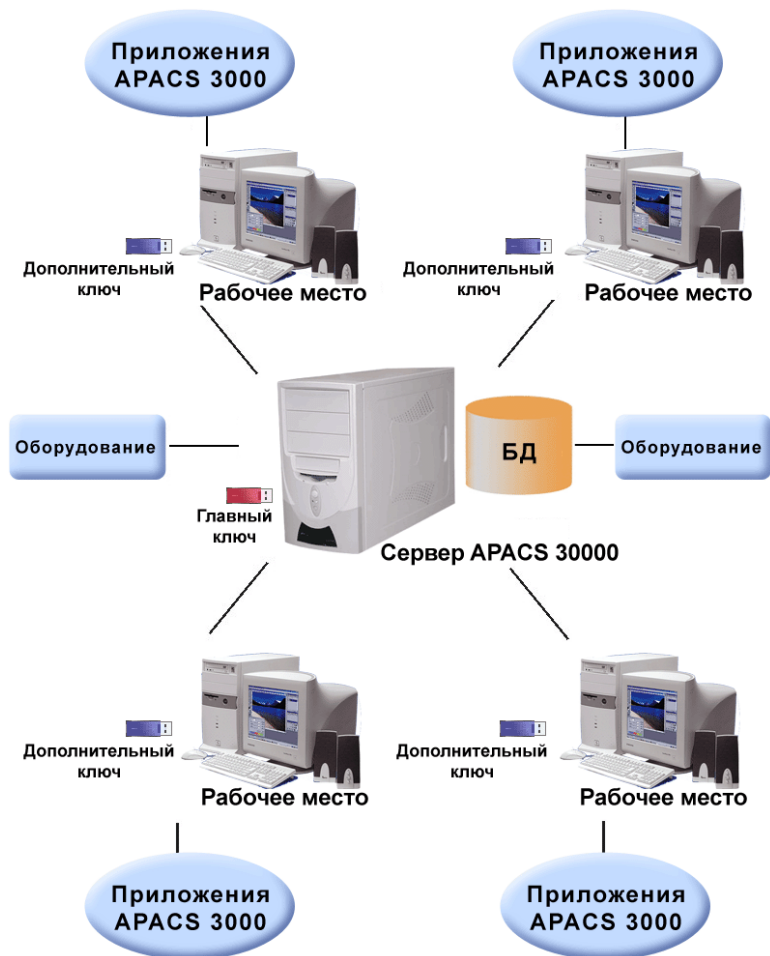 Приложения
APACS 3000
Приложения
APACS 3000
Дополнительный
ключ
Рабочее место
Дополнительный
ключ
Рабочее место
Оборудование
БД
Оборудование
Главный
ключ
Сервер APACS 30000
Дополнительный
ключ
Рабочее место
Дополнительный
ключ
Рабочее место
Приложения
APACS 3000
Приложения
APACS 3000